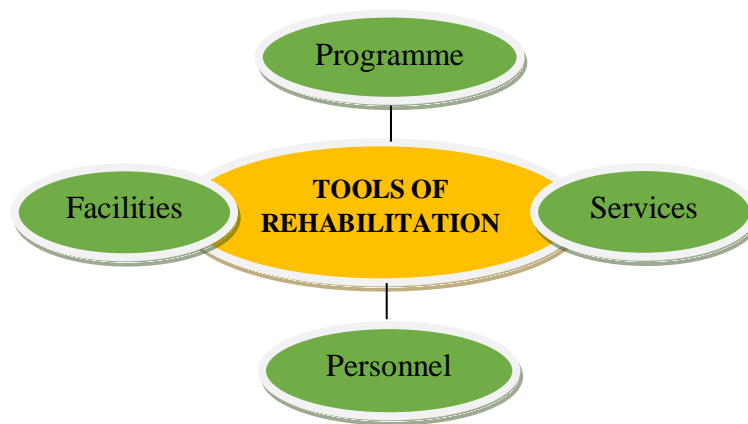 Programme
TOOLS OF
REHABILITATION
Facilities
Services
Personnel